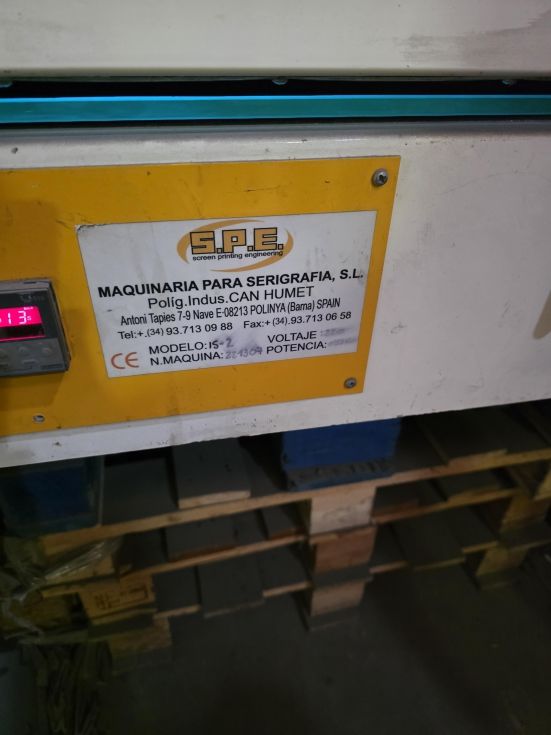 S.P.E.
screen printing engineering
MAQUINARIA PARA SERIGRAFIA, S.L.
Polig.Indus.CAN HUMET
Antoni Tapies 7-9 Nave E-08213 POLINYA (Barna) SPAIN
Tel:+(34) 93.713 09 88 Fax:+(34).93.713 06 58
CE
MODELO: IS-2 VOLTAJE
N.MAQUINA: POTENCIA: